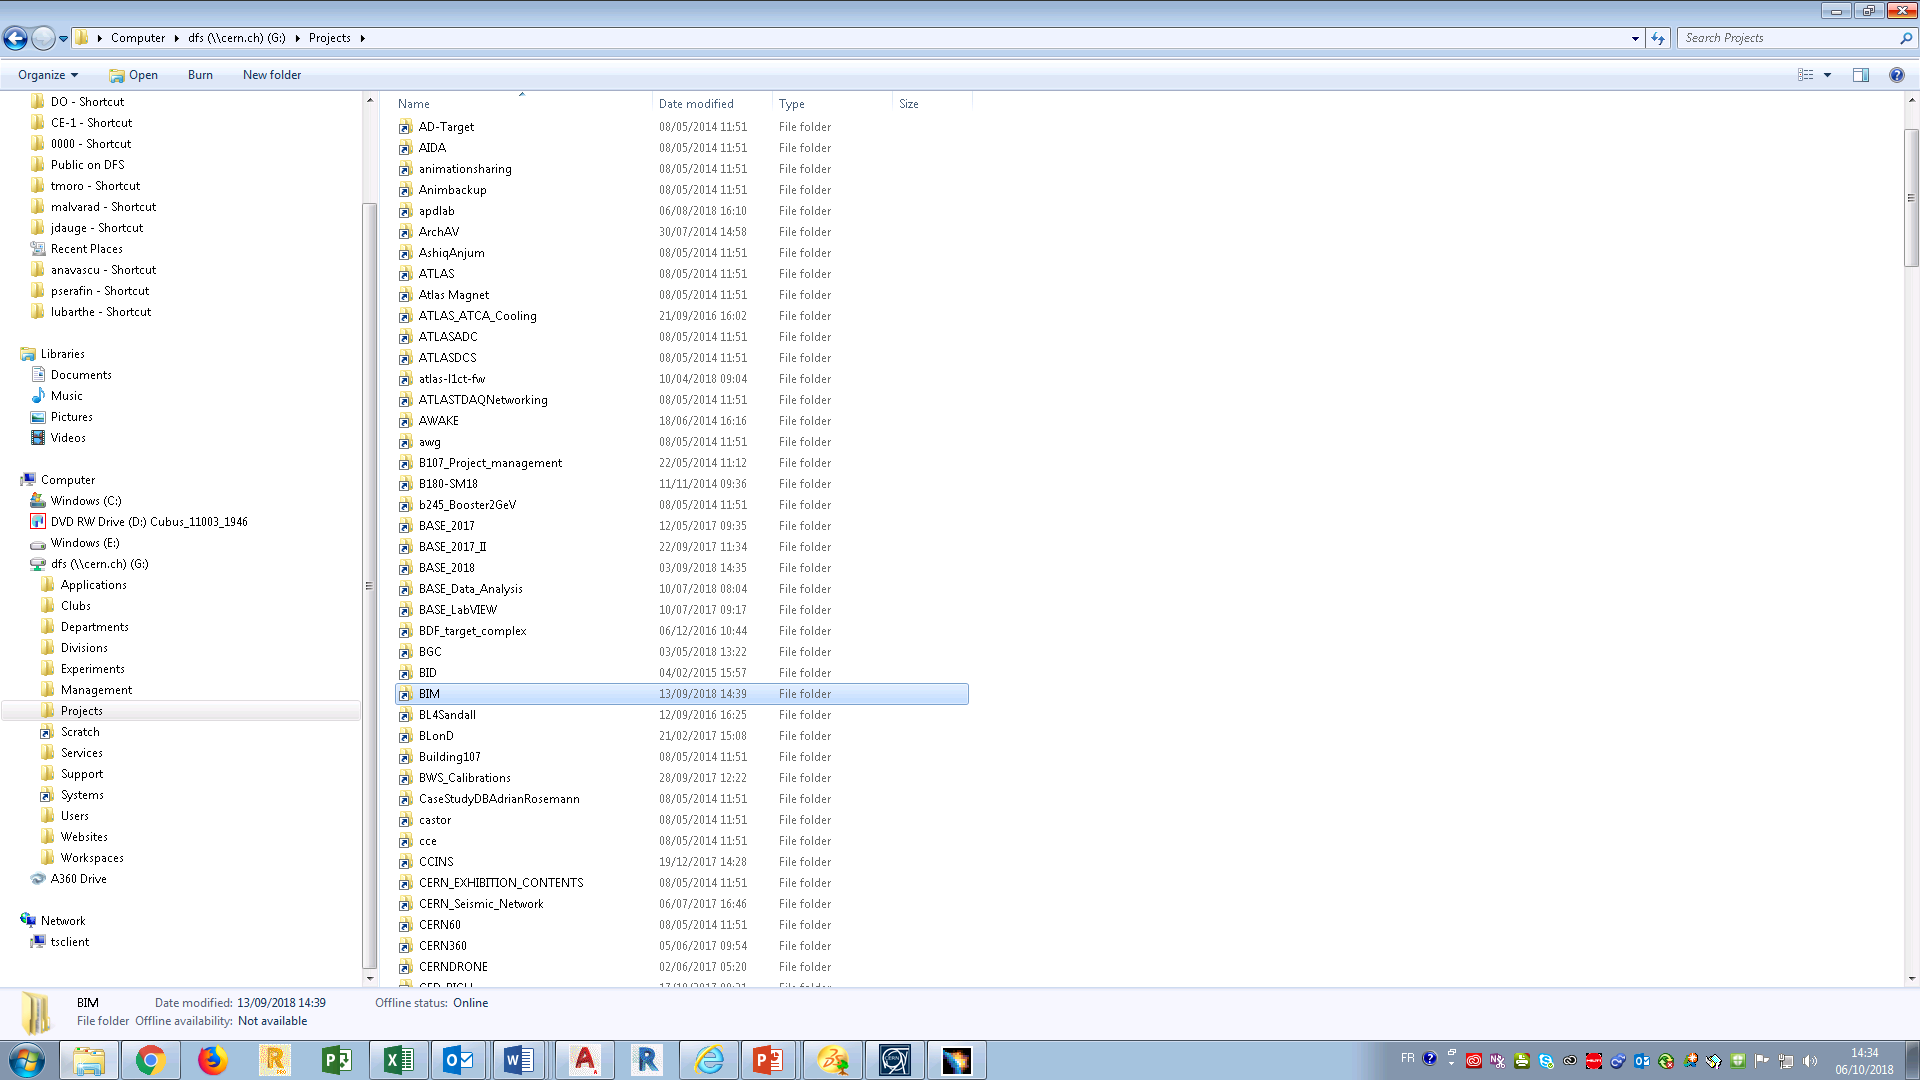 Computer dfs (\\cern.ch) (G:) Projects
Search Projects
Organize Open Burn New folder
DO - Shortcut
CE-1 - Shortcut
0000 - Shortcut
Public on DFS
tmoro - Shortcut
malvarad - Shortcut
jdauge - Shortcut
Recent Places
anavascu - Shortcut
pserafin - Shortcut
lubarthe - Shortcut
Libraries
Documents
Music
Pictures
Videos
Computer
Windows (C:)
DVD RW Drive (D:) Cubus_11003_1946
Windows (E:)
dfs (\\cern.ch) (G:)
Applications
Clubs
Departments
Divisions
Experiments
Management
Projects
Scratch
Services
Support
Systems
Users
Websites
Workspaces
A360 Drive
Network
tsclient
Name Date modified Type Size
AD-Target 08/05/2014 11:51 File folder
AIDA 08/05/2014 11:51 File folder
animationsharing 08/05/2014 11:51 File folder
Animbackup 08/05/2014 11:51 File folder
apdlab 06/08/2018 16:10 File folder
ArchAV 30/07/2014 14:58 File folder
AshiqAnjum 08/05/2014 11:51 File folder
ATLAS 08/05/2014 11:51 File folder
Atlas Magnet 08/05/2014 11:51 File folder
ATLAS_ATCA_Cooling 21/09/2016 16:02 File folder
ATLASADC 08/05/2014 11:51 File folder
ATLASDCS 08/05/2014 11:51 File folder
atlas-l1ct-fw 10/04/2018 09:04 File folder
ATLASTDAQNetworking 08/05/2014 11:51 File folder
AWAKE 18/06/2014 16:16 File folder
awg 08/05/2014 11:51 File folder
B107_Project_management 22/05/2014 11:12 File folder
B180-SM18 11/11/2014 09:36 File folder
b245_Booster2GeV 08/05/2014 11:51 File folder
BASE_2017 12/05/2017 09:35 File folder
BASE_2017_II 22/09/2017 11:34 File folder
BASE_2018 03/09/2018 14:35 File folder
BASE_Data_Analysis 10/07/2018 08:04 File folder
BASE_LabVIEW 10/07/2017 09:17 File folder
BDF_target_complex 06/12/2016 10:44 File folder
BGC 03/05/2018 13:22 File folder
BID 04/02/2015 15:57 File folder
BIM 13/09/2018 14:39 File folder
BL4Sandall 12/09/2016 16:25 File folder
BLonD 21/02/2017 15:08 File folder
Building107 08/05/2014 11:51 File folder
BWS_Calibrations 28/09/2017 12:22 File folder
CaseStudyDBAdrianRosemann 08/05/2014 11:51 File folder
castor 08/05/2014 11:51 File folder
cce 08/05/2014 11:51 File folder
CCINS 19/12/2017 14:28 File folder
CERN_EXHIBITION_CONTENTS 08/05/2014 11:51 File folder
CERN_Seismic_Network 06/07/2017 16:46 File folder
CERN60 08/05/2014 11:51 File folder
CERN360 05/06/2017 09:54 File folder
CERNDRONE 02/06/2017 05:20 File folder
BIM Date modified: 13/09/2018 14:39 Offline status: Online
File folder Offline availability: Not available
FR
14:34
06/10/2018